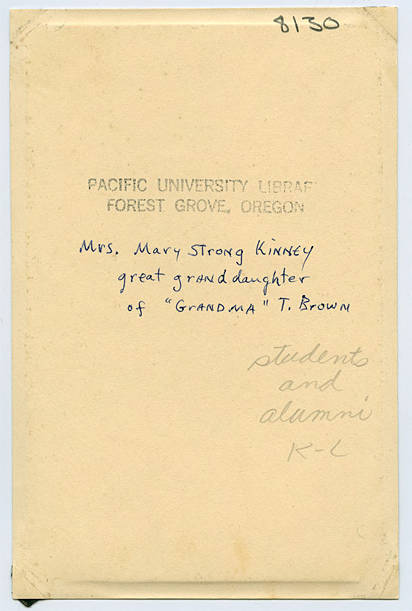 8130
PACIFIC UNIVERSITY LIBRAR
FOREST GROVE, OREGON
Mrs. Mary Strong Kinney
great granddaughter
of "Grandma" T. Brown
students
and
alumni
K-L